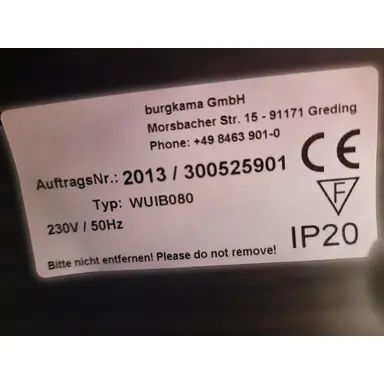 burgkama GmbH
Morsbacher Str. 15 - 91171 Greding
Phone: +49 8463 901-0
AuftragsNr.: 2013 / 300525901
Typ: WUIB080
230V / 50Hz
CE
F
IP20
Bitte nicht entfernen! Please do not remove!